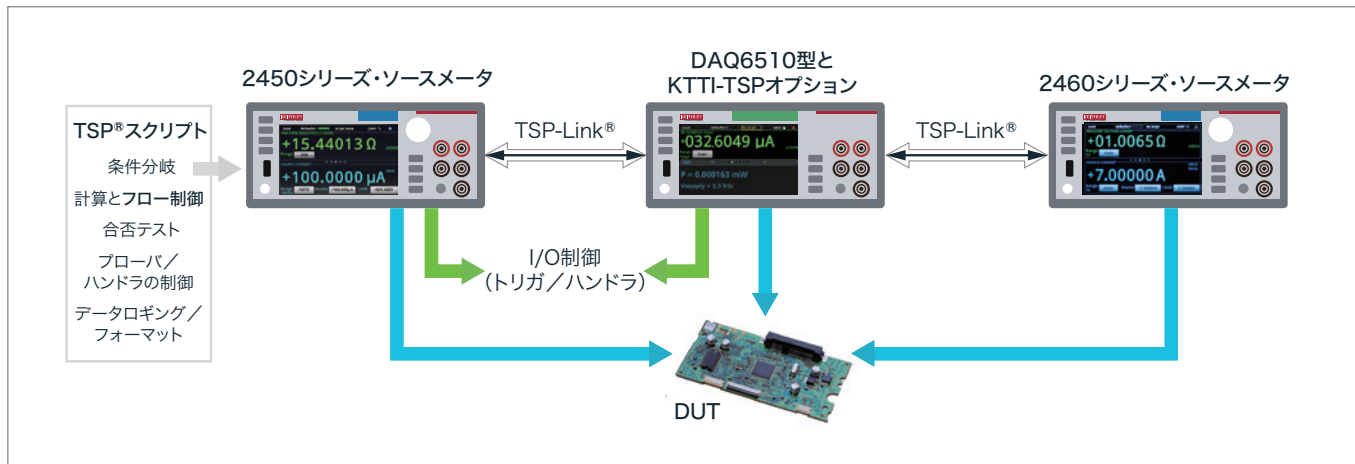 TSP®スクリプト
条件分岐
計算とフロー制御
合否テスト
プローバ／
ハンドラの制御
データロギング／
フォーマット
2450シリーズ・ソースメータ
KEITHLEY
+15.44013 Ω
+100.0000 µA
TSP-Link®
DAQ6510型と
KTTI-TSPオプション
KEITHLEY
032.6049 µA
P = 0.000163 mW
TSP-Link®
2460シリーズ・ソースメータ
KEITHLEY
+01.0065 Ω
+7.00000 A
I/O制御
（トリガ／ハンドラ）
DUT